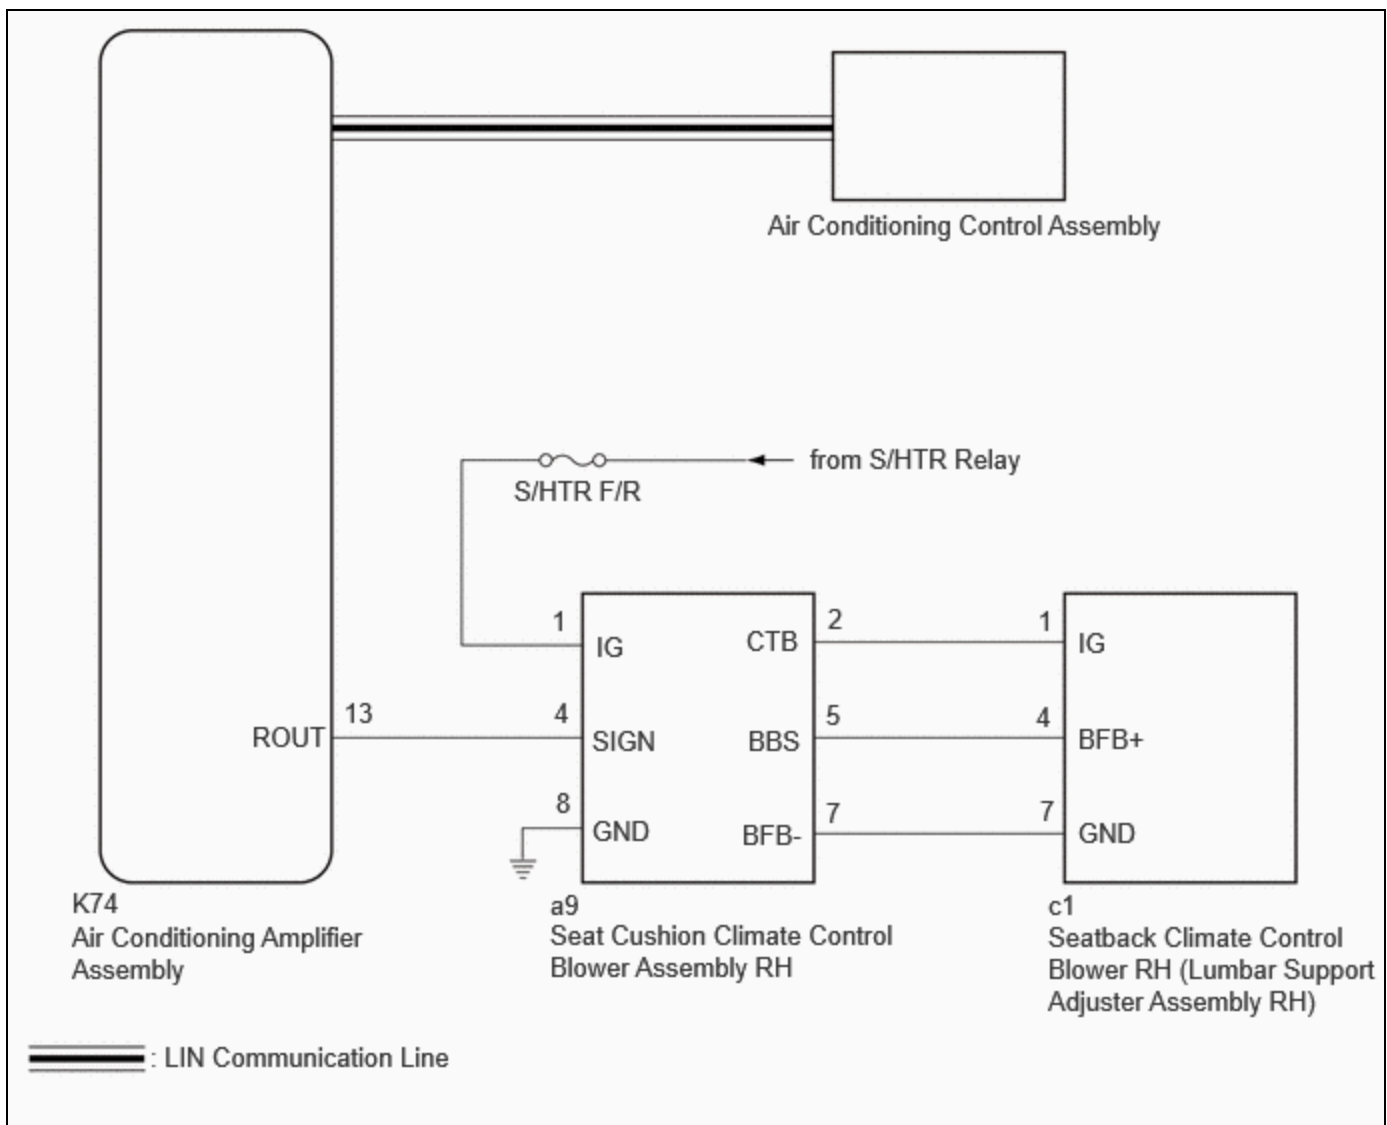 Air Conditioning Control Assembly
from S/HTR Relay
S/HTR F/R
1
IG
CTB
2
1
IG
ROUT
13
4
SIGN
BBS
5
4
BFB+
8
GND
BFB-
7
7
GND
K74
Air Conditioning Amplifier
Assembly
a9
Seat Cushion Climate Control
Blower Assembly RH
c1
Seatback Climate Control
Blower RH (Lumbar Support
Adjuster Assembly RH)
: LIN Communication Line